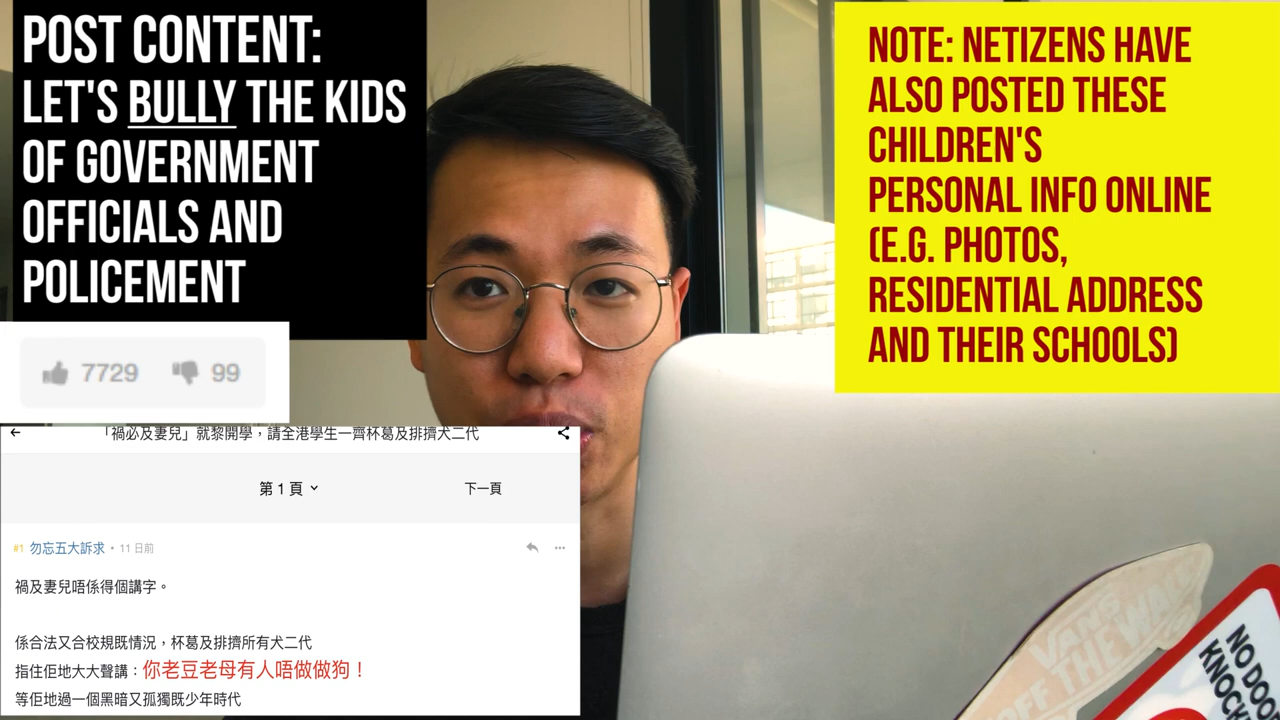 POST CONTENT:
LET'S BULLY THE KIDS
OF GOVERNMENT
OFFICIALS AND
POLICEMENT
NOTE: NETIZENS HAVE
ALSO POSTED THESE
CHILDREN'S
PERSONAL INFO ONLINE
(E.G. PHOTOS,
RESIDENTIAL ADDRESS
AND THEIR SCHOOLS)
7729 99
「禍必及妻兒」就黎開學，請全港學生一齊杯葛及排擠犬二代
第 1 頁 下一頁
#1 勿忘五大訴求 • 11 日前
禍及妻兒唔係得個講字。
係合法又合校規既情況，杯葛及排擠所有犬二代
指住佢地大大聲講：你老豆老母有人唔做做狗！
等佢地過一個黑暗又孤獨既少年時代
VANS
THE WALL
NO DOOR